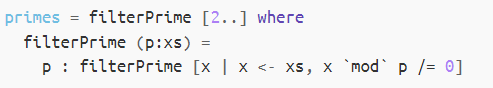 primes = filterPrime [2..] where
  filterPrime (p:xs) =
    p : filterPrime [x | x <- xs, x `mod` p /= 0]